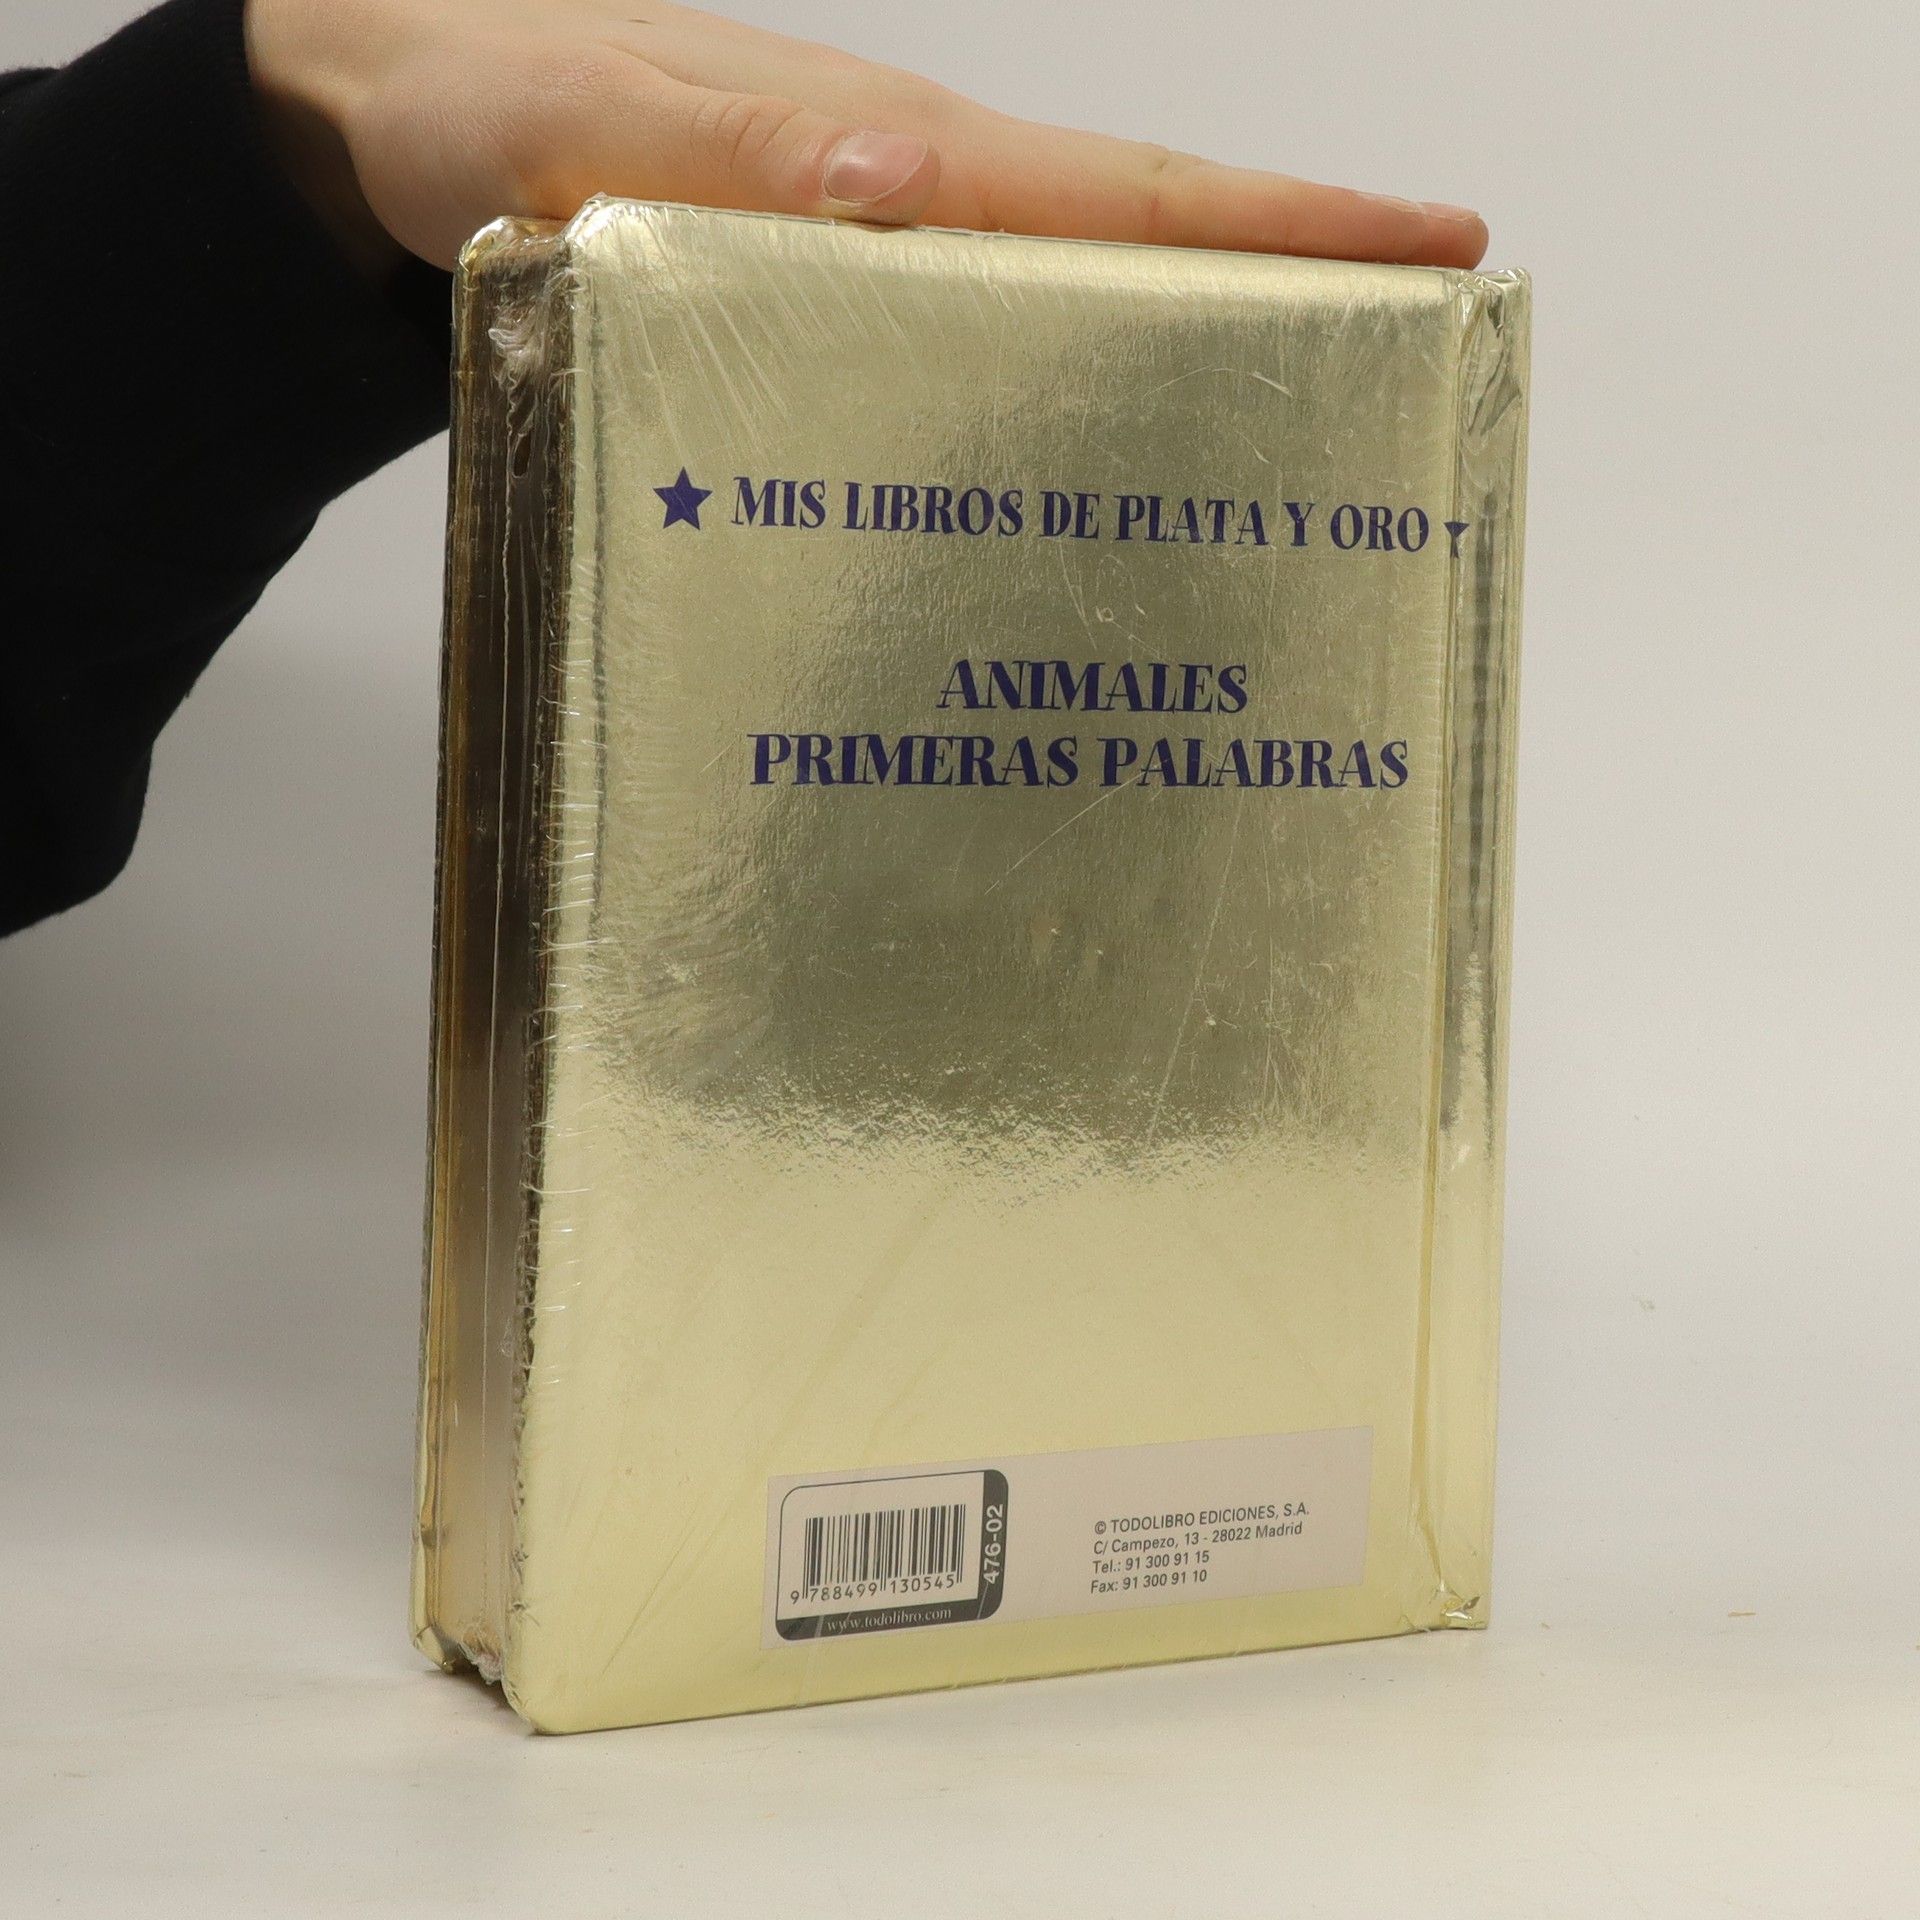 MIS LIBROS DE PLATA Y ORO
ANIMALES
PRIMERAS PALABRAS
476-02
9 788499 130545
www.todolibro.com
© TODOLIBRO EDICIONES, S.A.
C/ Campezo, 13 - 28022 Madrid
Tel.: 91 300 91 15
Fax: 91 300 91 10